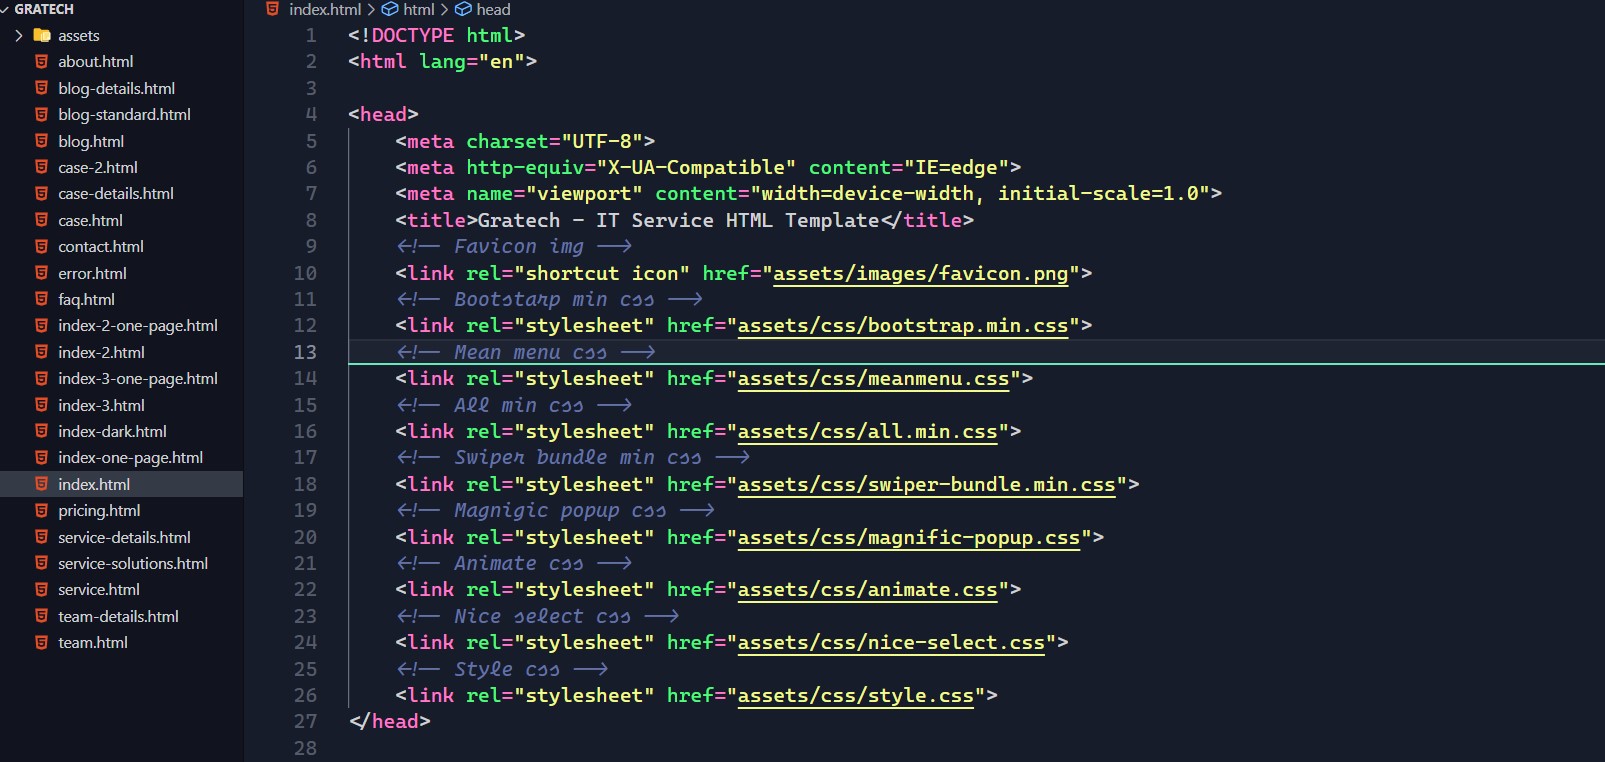 GRATECH
assets
about.html
blog-details.html
blog-standard.html
blog.html
case-2.html
case-details.html
case.html
contact.html
error.html
faq.html
index-2-one-page.html
index-2.html
index-3-one-page.html
index-3.html
index-dark.html
index-one-page.html
index.html
pricing.html
service-details.html
service-solutions.html
service.html
team-details.html
team.html
index.html > html > head
1 <!DOCTYPE html>
2 <html lang="en">
3
4 <head>
5 <meta charset="UTF-8">
6 <meta http-equiv="X-UA-Compatible" content="IE=edge">
7 <meta name="viewport" content="width=device-width, initial-scale=1.0">
8 <title>Gratech - IT Service HTML Template</title>
9 <!-- Favicon img -->
10 <link rel="shortcut icon" href="assets/images/favicon.png">
11 <!-- Bootstarp min css -->
12 <link rel="stylesheet" href="assets/css/bootstrap.min.css">
13 <!-- Mean menu css -->
14 <link rel="stylesheet" href="assets/css/meanmenu.css">
15 <!-- All min css -->
16 <link rel="stylesheet" href="assets/css/all.min.css">
17 <!-- Swiper bundle min css -->
18 <link rel="stylesheet" href="assets/css/swiper-bundle.min.css">
19 <!-- Magnigic popup css -->
20 <link rel="stylesheet" href="assets/css/magnific-popup.css">
21 <!-- Animate css -->
22 <link rel="stylesheet" href="assets/css/animate.css">
23 <!-- Nice select css -->
24 <link rel="stylesheet" href="assets/css/nice-select.css">
25 <!-- Style css -->
26 <link rel="stylesheet" href="assets/css/style.css">
27 </head>
28